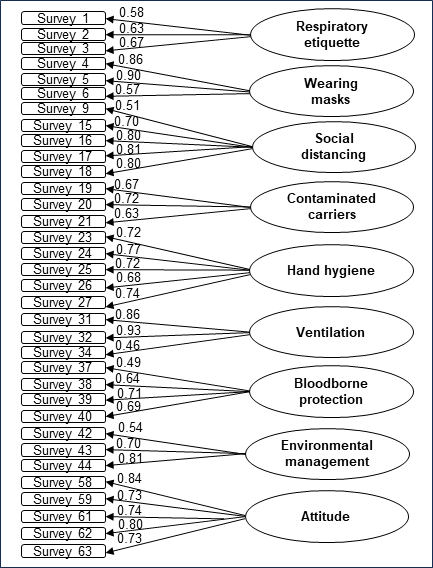 Survey 1 0.58
Survey 2 0.63
Survey 3 0.67
Respiratory
etiquette
Survey 4 0.86
Survey 5 0.90
Survey 6 0.57
Wearing
masks
Survey 9 0.51
Survey 15 0.70
Survey 16 0.80
Survey 17 0.81
Survey 18 0.80
Social
distancing
Survey 19 0.67
Survey 20 0.72
Survey 21 0.63
Contaminated
carriers
Survey 23 0.72
Survey 24 0.77
Survey 25 0.72
Survey 26 0.68
Survey 27 0.74
Hand hygiene
Survey 31 0.86
Survey 32 0.93
Survey 34 0.46
Ventilation
Survey 37 0.49
Survey 38 0.64
Survey 39 0.71
Survey 40 0.69
Bloodborne
protection
Survey 42 0.54
Survey 43 0.70
Survey 44 0.81
Environmental
management
Survey 58 0.84
Survey 59 0.73
Survey 61 0.74
Survey 62 0.80
Survey 63 0.73
Attitude